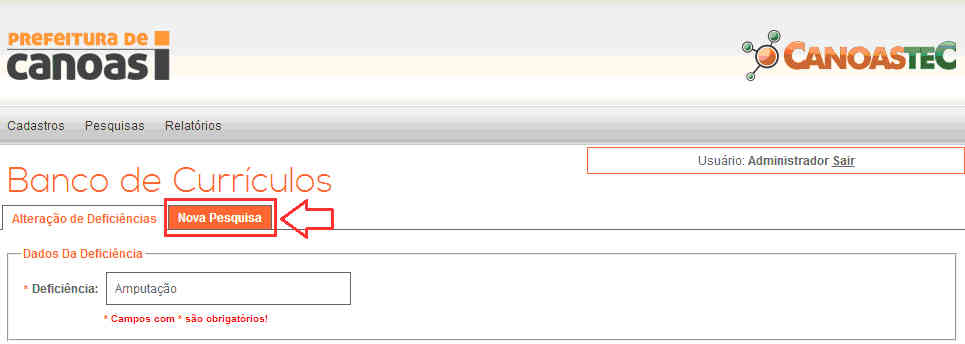 PREFEITURA DE
canoas
CANOASTEC
Cadastros Pesquisas Relatórios
Usuário: Administrador Sair
Banco de Currículos
Alteração de Deficiências Nova Pesquisa
Dados Da Deficiência
* Deficiência: Amputação
* Campos com * são obrigatórios!